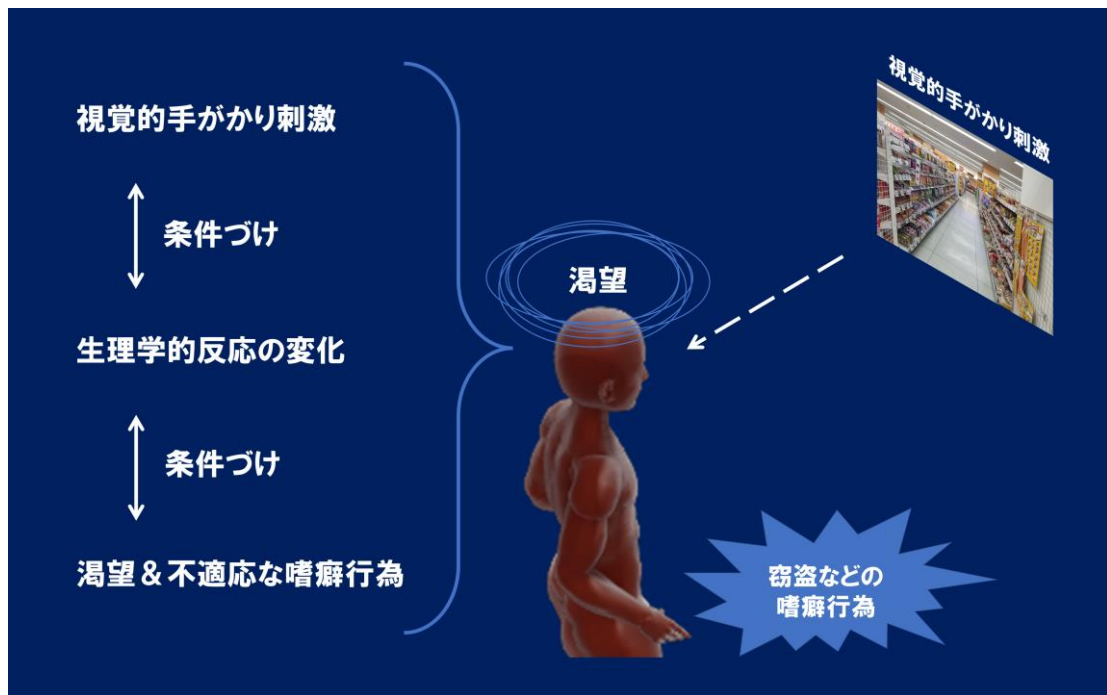 視覚的手がかり刺激
条件づけ
生理学的反応の変化
条件づけ
渇望&不適応な嗜癖行為
渇望
視覚的手がかり刺激
窃盗などの
嗜癖行為